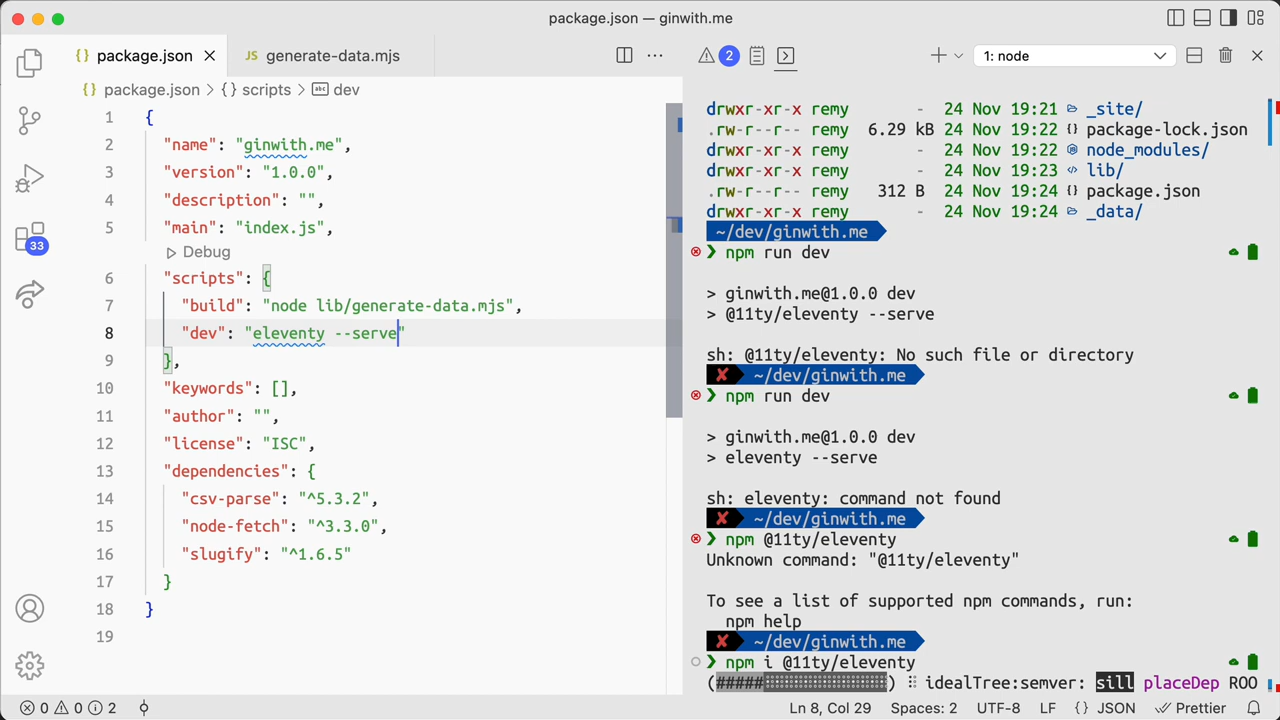 package.json — ginwith.me
{} package.json
JS generate-data.mjs
2
1: node
{} package.json > {} scripts > abc dev
1 {
2 "name": "ginwith.me",
3 "version": "1.0.0",
4 "description": "",
5 "main": "index.js",
Debug
6 "scripts": {
7 "build": "node lib/generate-data.mjs",
8 "dev": "eleventy --serve"
9 },
10 "keywords": [],
11 "author": "",
12 "license": "ISC",
13 "dependencies": {
14 "csv-parse": "^5.3.2",
15 "node-fetch": "^3.3.0",
16 "slugify": "^1.6.5"
17 }
18 }
19
33
drwxr-xr-x remy - 24 Nov 19:21 _site/
.rw-r--r-- remy 6.29 kB 24 Nov 19:22 {} package-lock.json
drwxr-xr-x remy - 24 Nov 19:22 node_modules/
drwxr-xr-x remy - 24 Nov 19:23 lib/
.rw-r--r-- remy 312 B 24 Nov 19:24 {} package.json
drwxr-xr-x remy - 24 Nov 19:24 _data/
~/dev/ginwith.me
❯ npm run dev
> ginwith.me@1.0.0 dev
> @11ty/eleventy --serve
sh: @11ty/eleventy: No such file or directory
✘ ~/dev/ginwith.me
❯ npm run dev
> ginwith.me@1.0.0 dev
> eleventy --serve
sh: eleventy: command not found
✘ ~/dev/ginwith.me
❯ npm @11ty/eleventy
Unknown command: "@11ty/eleventy"
To see a list of supported npm commands, run:
npm help
✘ ~/dev/ginwith.me
❯ npm i @11ty/eleventy
(#####⠂⠂⠂⠂⠂⠂⠂⠂⠂⠂⠂⠂⠂) ⠸ idealTree:semver: sill placeDep ROO
0 0 2
Ln 8, Col 29 Spaces: 2 UTF-8 LF {} JSON Prettier